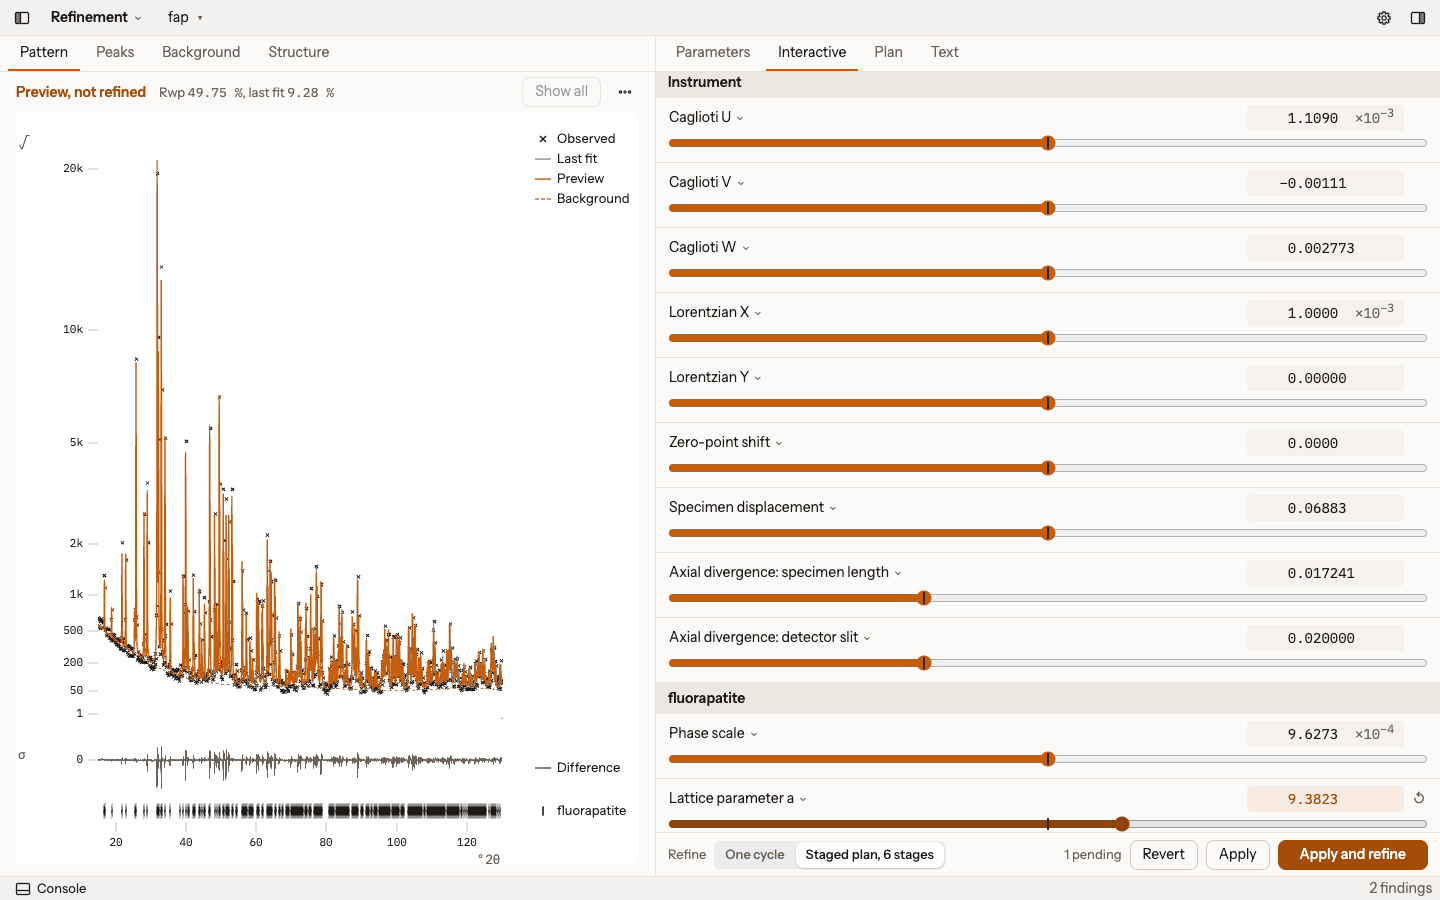 Refinement
fap
Pattern
Peaks
Background
Structure
Parameters
Interactive
Plan
Text
Preview, not refined
Rwp 49.75 %, last fit 9.28 %
Show all
√
Observed
Last fit
Preview
Background
20k
10k
5k
2k
1k
500
200
50
1
σ
0
Difference
fluorapatite
20
40
60
80
100
120
° 2θ
Instrument
Caglioti U
1.1090 ×10−3
Caglioti V
−0.00111
Caglioti W
0.002773
Lorentzian X
1.0000 ×10−3
Lorentzian Y
0.00000
Zero-point shift
0.0000
Specimen displacement
0.06883
Axial divergence: specimen length
0.017241
Axial divergence: detector slit
0.020000
fluorapatite
Phase scale
9.6273 ×10−4
Lattice parameter a
9.3823
Refine
One cycle
Staged plan, 6 stages
1 pending
Revert
Apply
Apply and refine
Console
2 findings